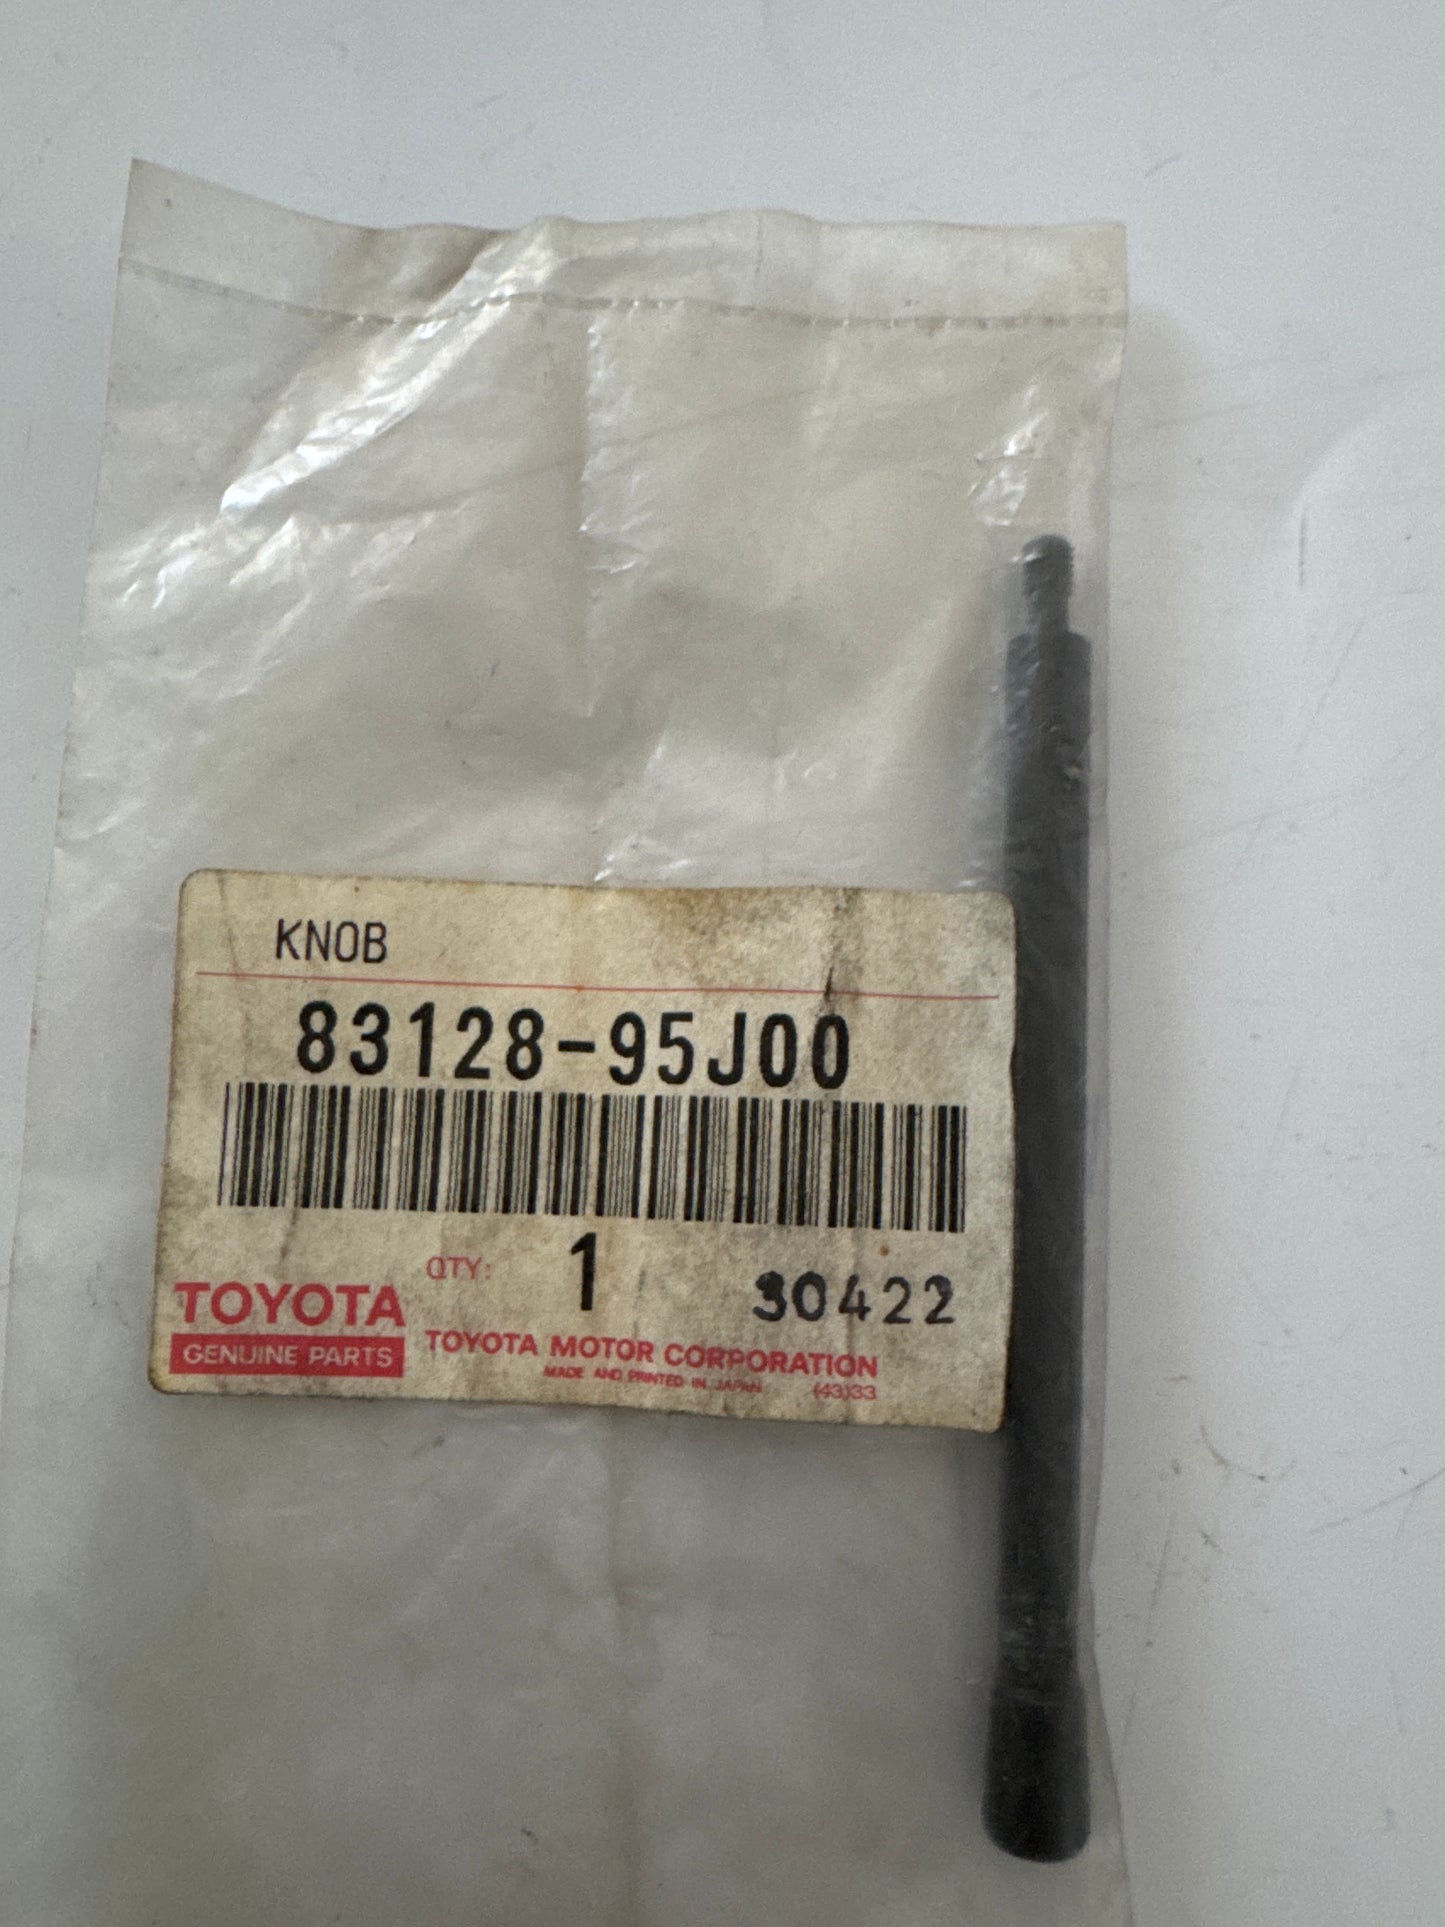 KNOB
83128-95J00
QTY: 1
30422
TOYOTA
GENUINE PARTS
TOYOTA MOTOR CORPORATION
MADE AND PRINTED IN JAPAN (43)33